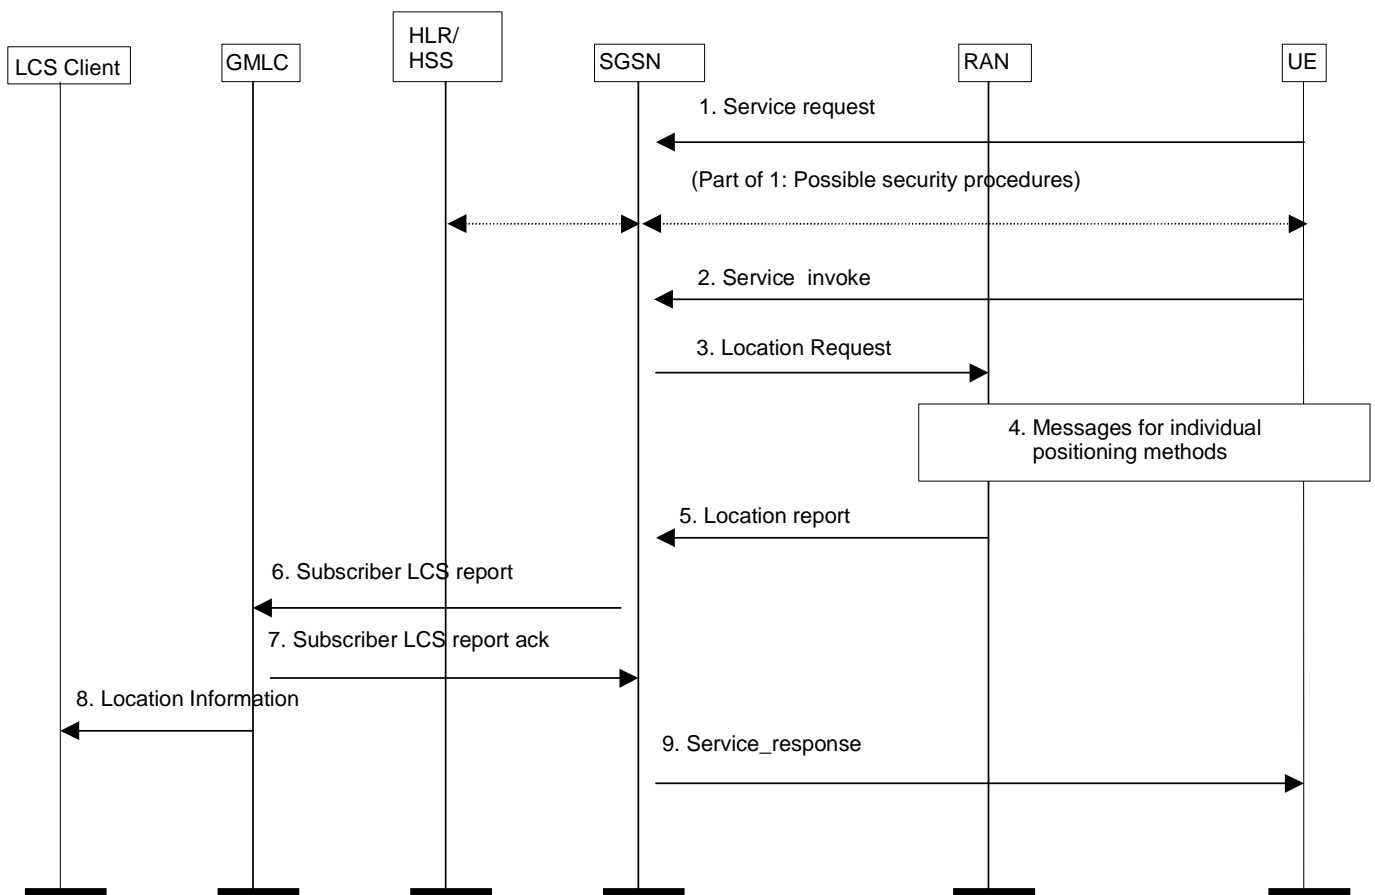 HLR/
HSS
LCS Client
GMLC
SGSN
RAN
UE
1. Service request
(Part of 1: Possible security procedures)
2. Service  invoke
3. Location Request
4. Messages for individual
positioning methods
5. Location report
6. Subscriber LCS report
7. Subscriber LCS report ack
8. Location Information
9. Service_response